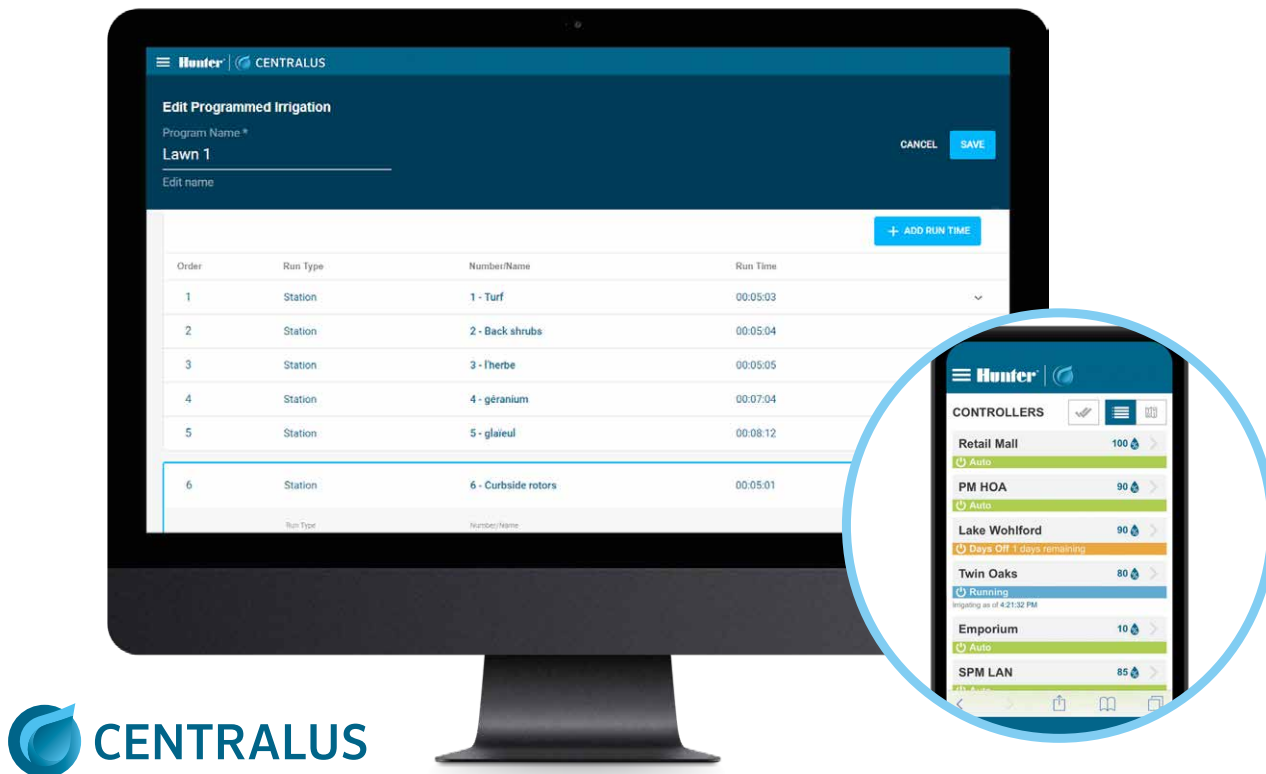 Hunter CENTRALUS
Edit Programmed Irrigation
Program Name *
Lawn 1
CANCEL SAVE
Edit name
+ ADD RUN TIME
Order Run Type Number/Name Run Time
1 Station 1 - Turf 00:05:03
2 Station 2 - Back shrubs 00:05:04
3 Station 3 - l'herbe 00:05:05
4 Station 4 - géranium 00:07:04
5 Station 5 - glaïeul 00:08:12
6 Station 6 - Curbside rotors 00:05:01
Run Type Number/Name
Hunter
CONTROLLERS
Retail Mall 100
Auto
PM HOA 90
Auto
Lake Wohlford 90
Days Off 1 days remaining
Twin Oaks 80
Running
Irrigating as of 4:21:32 PM
Emporium 10
Auto
SPM LAN 85
Auto
CENTRALUS